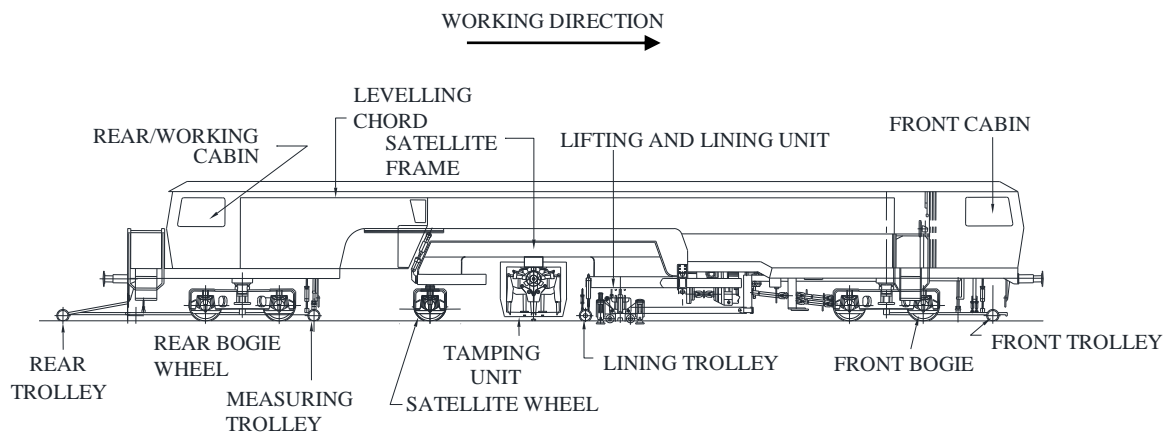 WORKING DIRECTION
LEVELLING
CHORD
REAR/WORKING
CABIN
SATELLITE
FRAME
LIFTING AND LINING UNIT
FRONT CABIN
REAR
TROLLEY
REAR BOGIE
WHEEL
MEASURING
TROLLEY
SATELLITE WHEEL
TAMPING
UNIT
LINING TROLLEY
FRONT BOGIE
FRONT TROLLEY